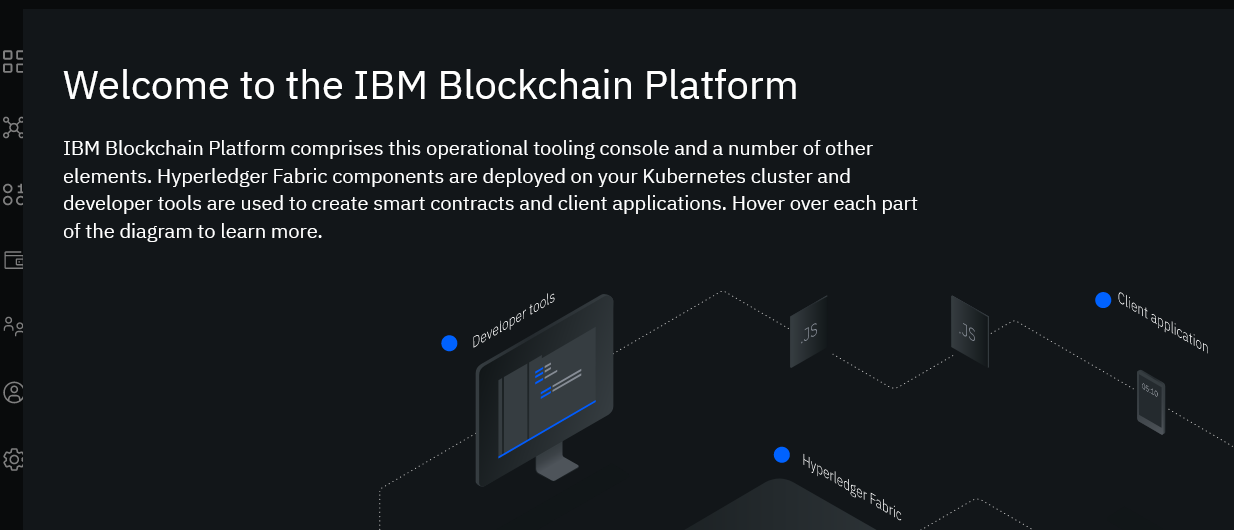 Welcome to the IBM Blockchain Platform
IBM Blockchain Platform comprises this operational tooling console and a number of other
elements. Hyperledger Fabric components are deployed on your Kubernetes cluster and
developer tools are used to create smart contracts and client applications. Hover over each part
of the diagram to learn more.
Developer tools
.JS
.JS
Client application
05:10
Hyperledger Fabric